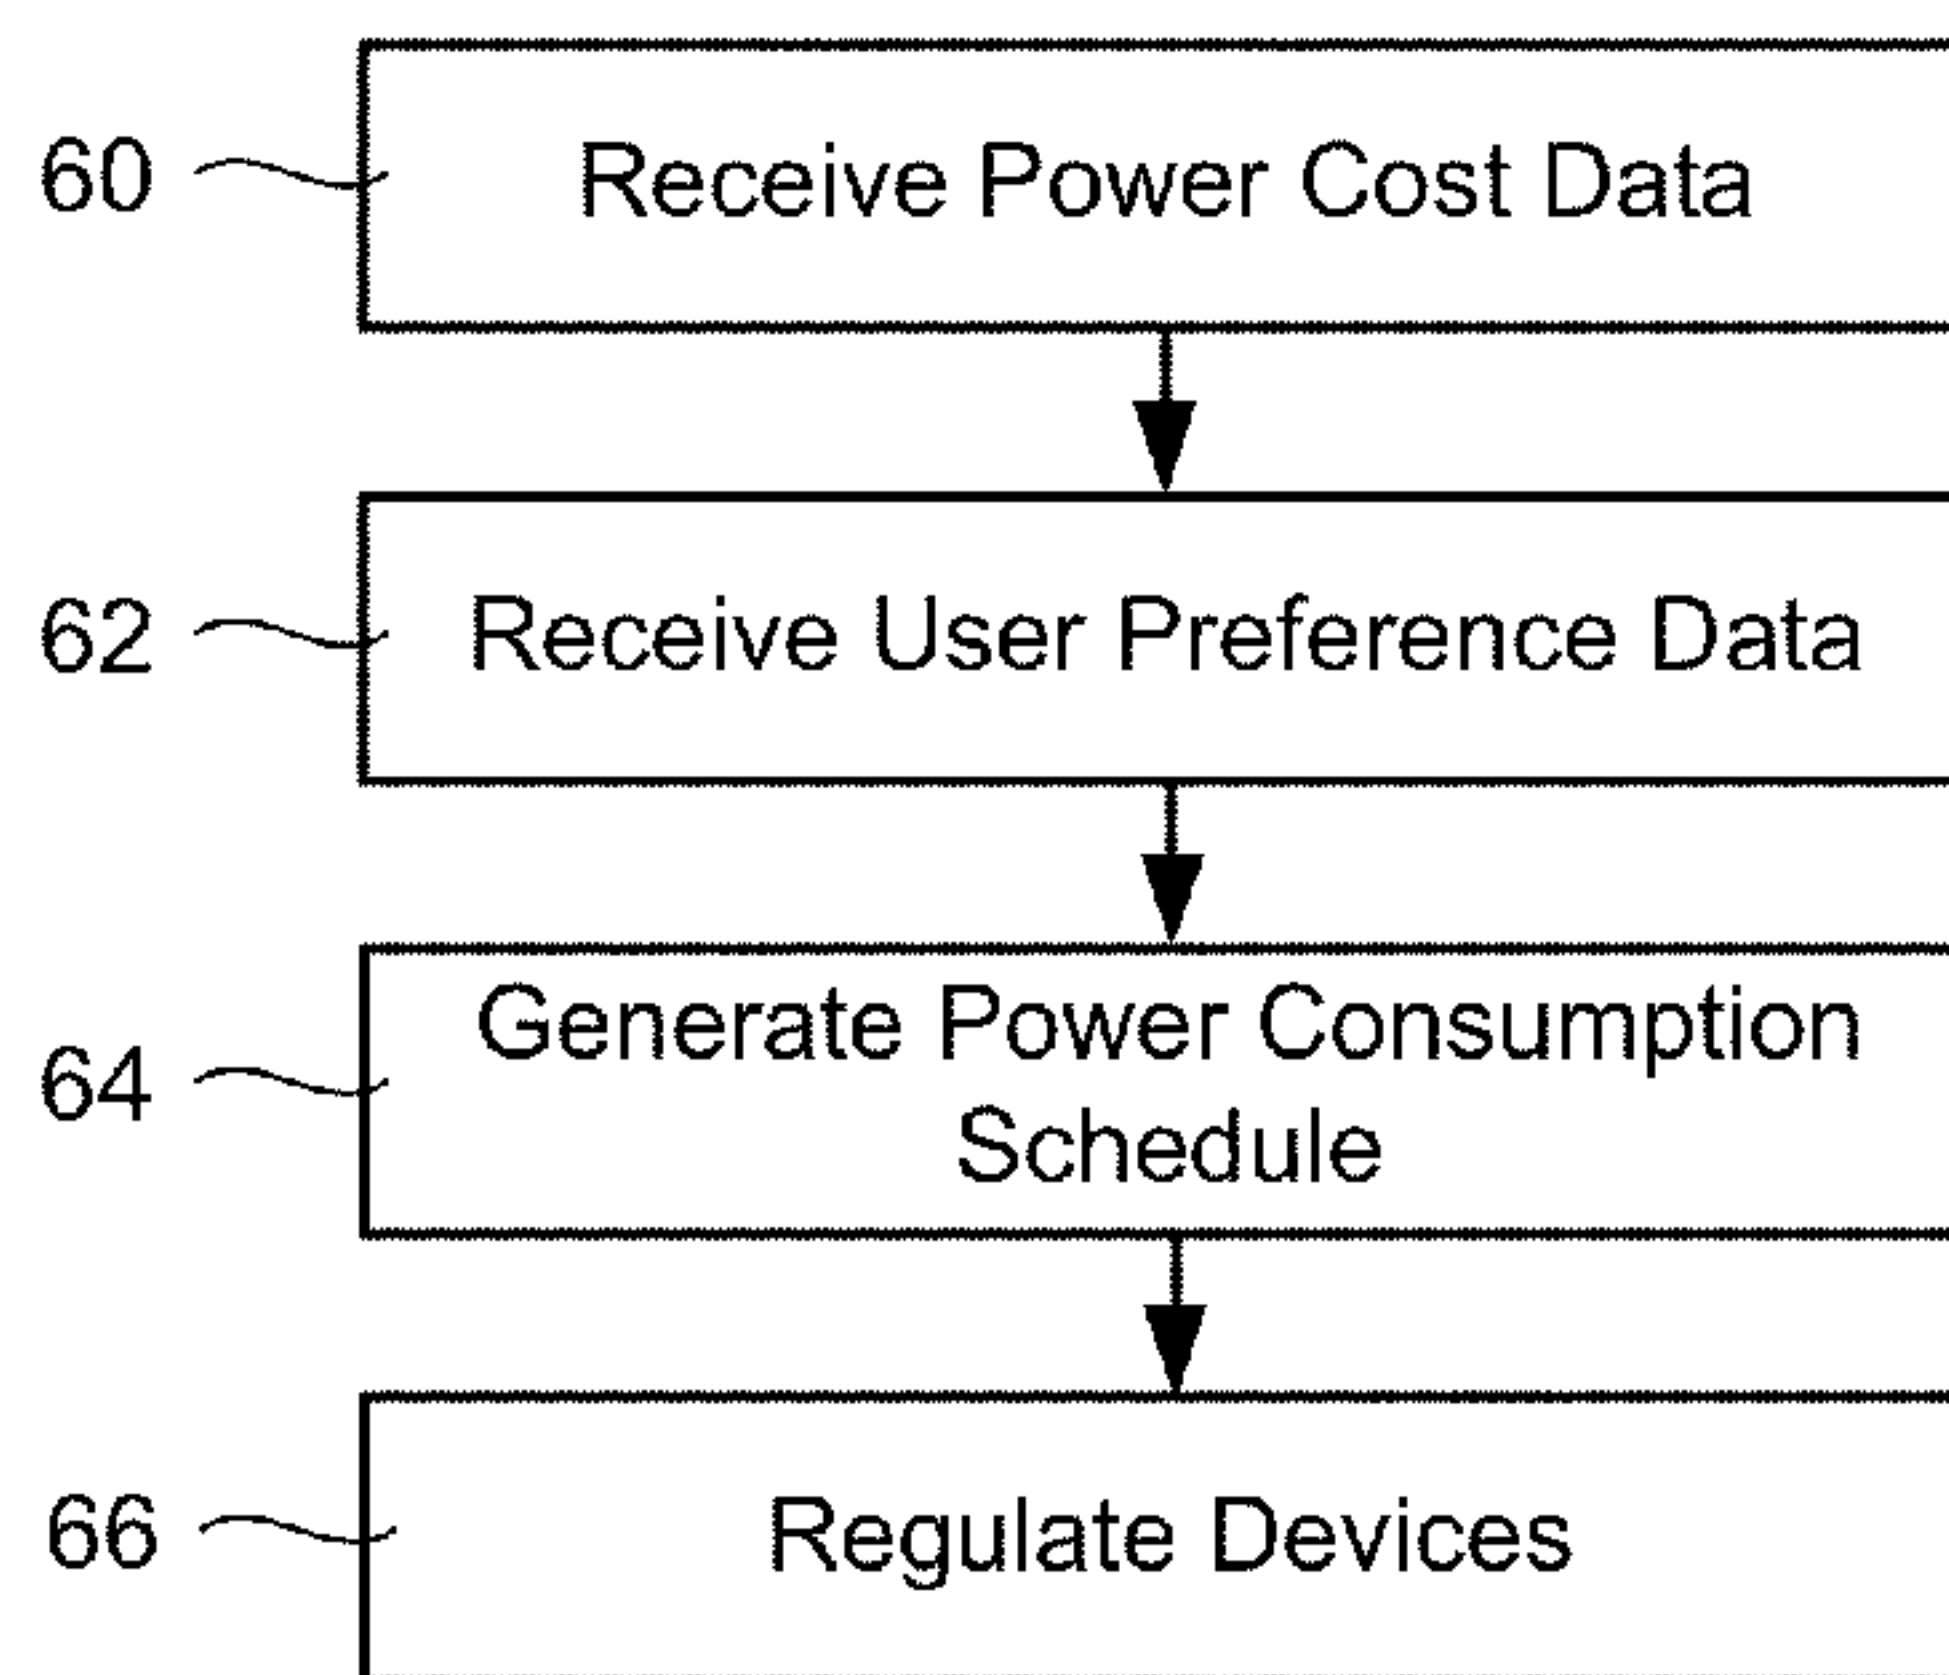 60 Receive Power Cost Data
62 Receive User Preference Data
Generate Power Consumption
64
Schedule
66 Regulate Devices